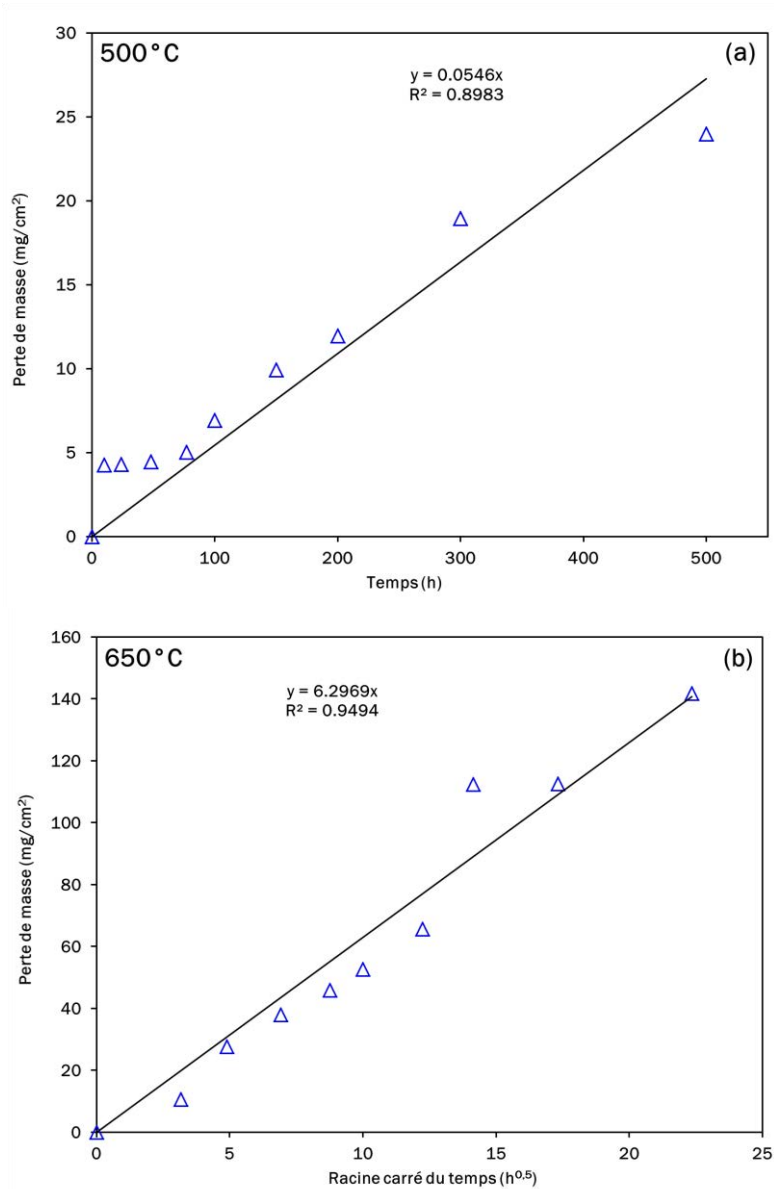 500°C
(a)
y = 0.0546x
R² = 0.8983
Perte de masse (mg/cm²)
30
25
20
15
10
5
0
0 100 200 300 400 500
Temps (h)
650°C
(b)
y = 6.2969x
R² = 0.9494
Perte de masse (mg/cm²)
160
140
120
100
80
60
40
20
0
0 5 10 15 20 25
Racine carré du temps (h⁰,⁵)